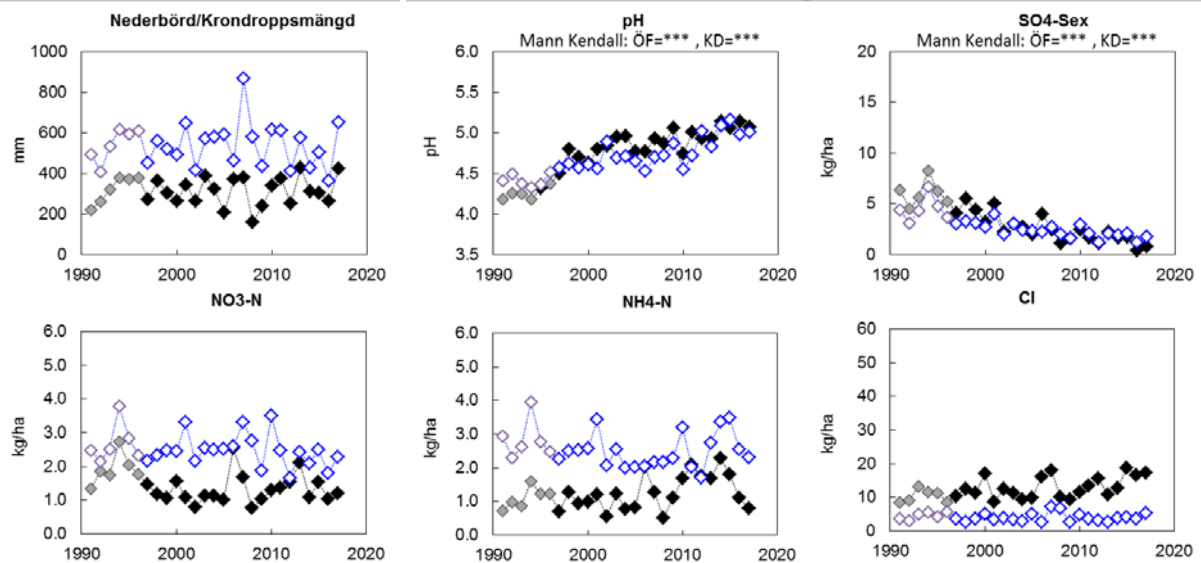 Nederbörd/Krondroppsmängd
1000
800
600
400
200
0
mm
1990 2000 2010 2020
pH
Mann Kendall: ÖF=*** , KD=***
6.0
5.5
5.0
4.5
4.0
3.5
pH
1990 2000 2010 2020
SO4-Sex
Mann Kendall: ÖF=*** , KD=***
20
15
10
5
0
kg/ha
1990 2000 2010 2020
NO3-N
6.0
5.0
4.0
3.0
2.0
1.0
0.0
kg/ha
1990 2000 2010 2020
NH4-N
6.0
5.0
4.0
3.0
2.0
1.0
0.0
kg/ha
1990 2000 2010 2020
Cl
60
50
40
30
20
10
0
kg/ha
1990 2000 2010 2020